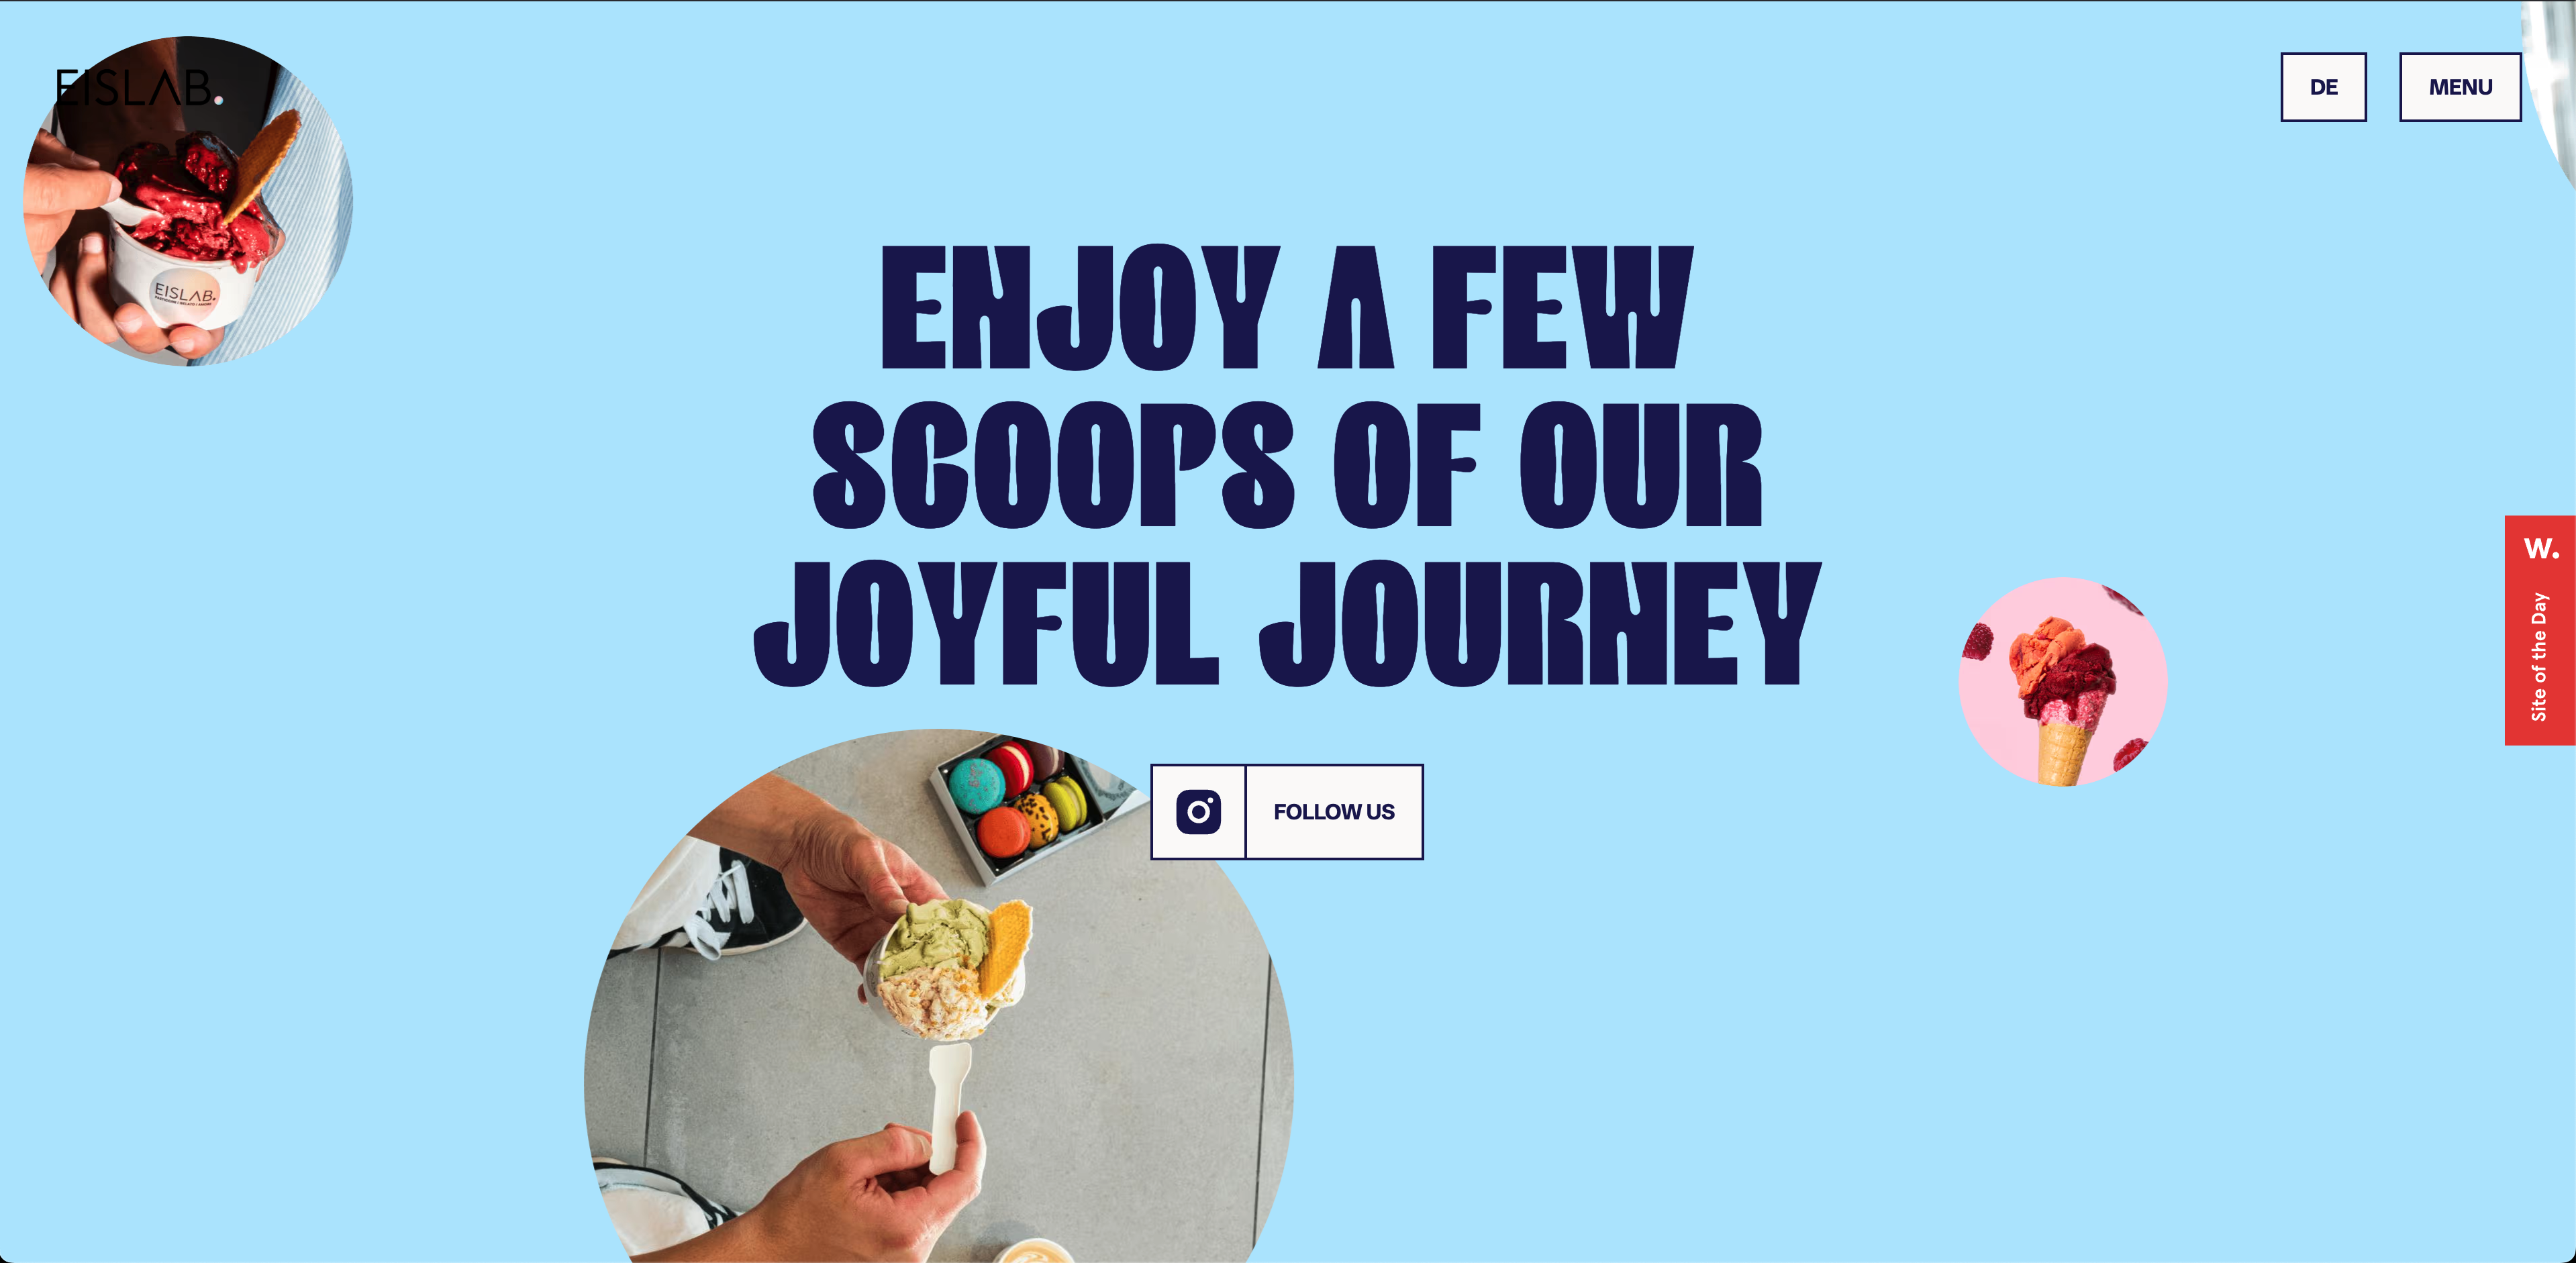 EISLAB.
DE
MENU
EISLAB.
ENJOY A FEW
SCOOPS OF OUR
JOYFUL JOURNEY
W.
Site of the Day
FOLLOW US